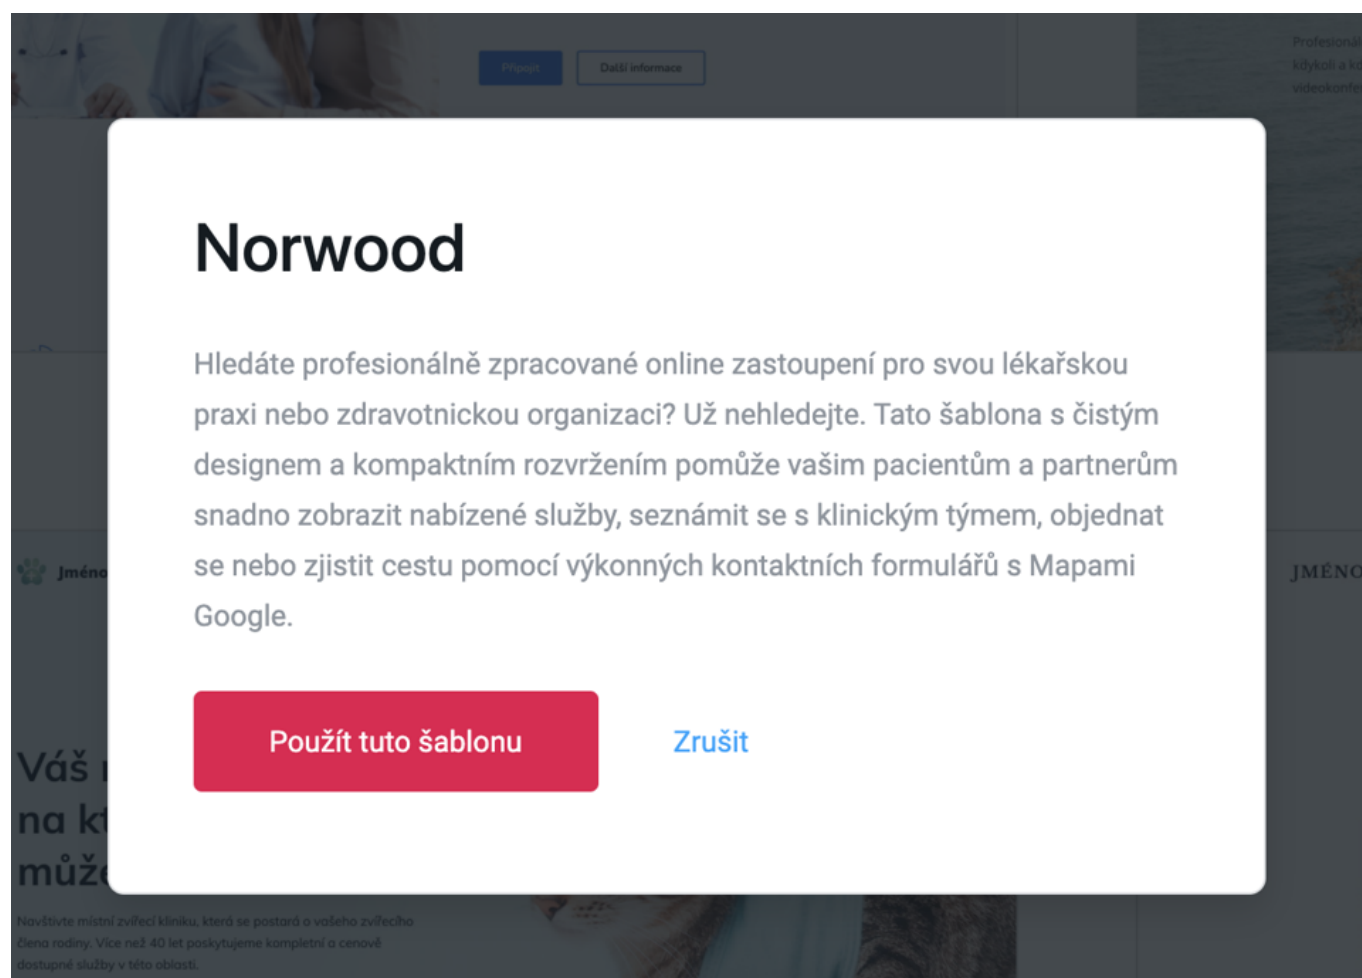 Připojit
Další informace
Profesionál
kdykoli a
videokonfe
Norwood
Hledáte profesionálně zpracované online zastoupení pro svou lékařskou
praxi nebo zdravotnickou organizaci? Už nehledejte. Tato šablona s čistým
designem a kompaktním rozvržením pomůže vašim pacientům a partnerům
snadno zobrazit nabízené služby, seznámit se s klinickým týmem, objednat
se nebo zjistit cestu pomocí výkonných kontaktních formulářů s Mapami
Google.
Použít tuto šablonu
Zrušit
Jméno
JMÉNO
Váš
na
může
Navštivte místní zvířecí kliniku, která se postará o vašeho zvířecího
člena rodiny. Více než 40 let poskytujeme kompletní a cenově
dostupné služby v této oblasti.